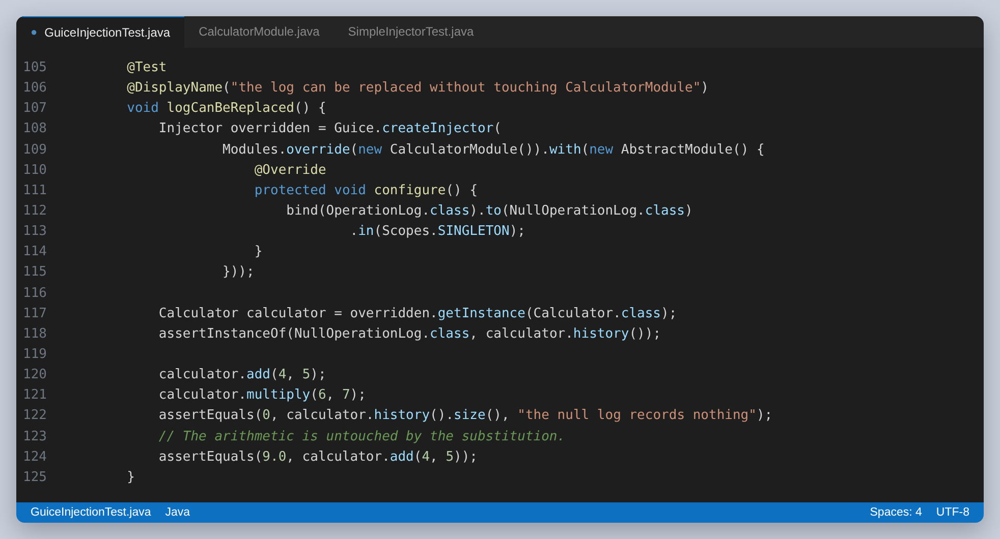 GuiceInjectionTest.java CalculatorModule.java SimpleInjectorTest.java
105         @Test
106         @DisplayName("the log can be replaced without touching CalculatorModule")
107         void logCanBeReplaced() {
108             Injector overridden = Guice.createInjector(
109                     Modules.override(new CalculatorModule()).with(new AbstractModule() {
110                         @Override
111                         protected void configure() {
112                             bind(OperationLog.class).to(NullOperationLog.class)
113                                     .in(Scopes.SINGLETON);
114                         }
115                     }));
116
117             Calculator calculator = overridden.getInstance(Calculator.class);
118             assertInstanceOf(NullOperationLog.class, calculator.history());
119
120             calculator.add(4, 5);
121             calculator.multiply(6, 7);
122             assertEquals(0, calculator.history().size(), "the null log records nothing");
123             // The arithmetic is untouched by the substitution.
124             assertEquals(9.0, calculator.add(4, 5));
125         }
GuiceInjectionTest.java Java Spaces: 4 UTF-8